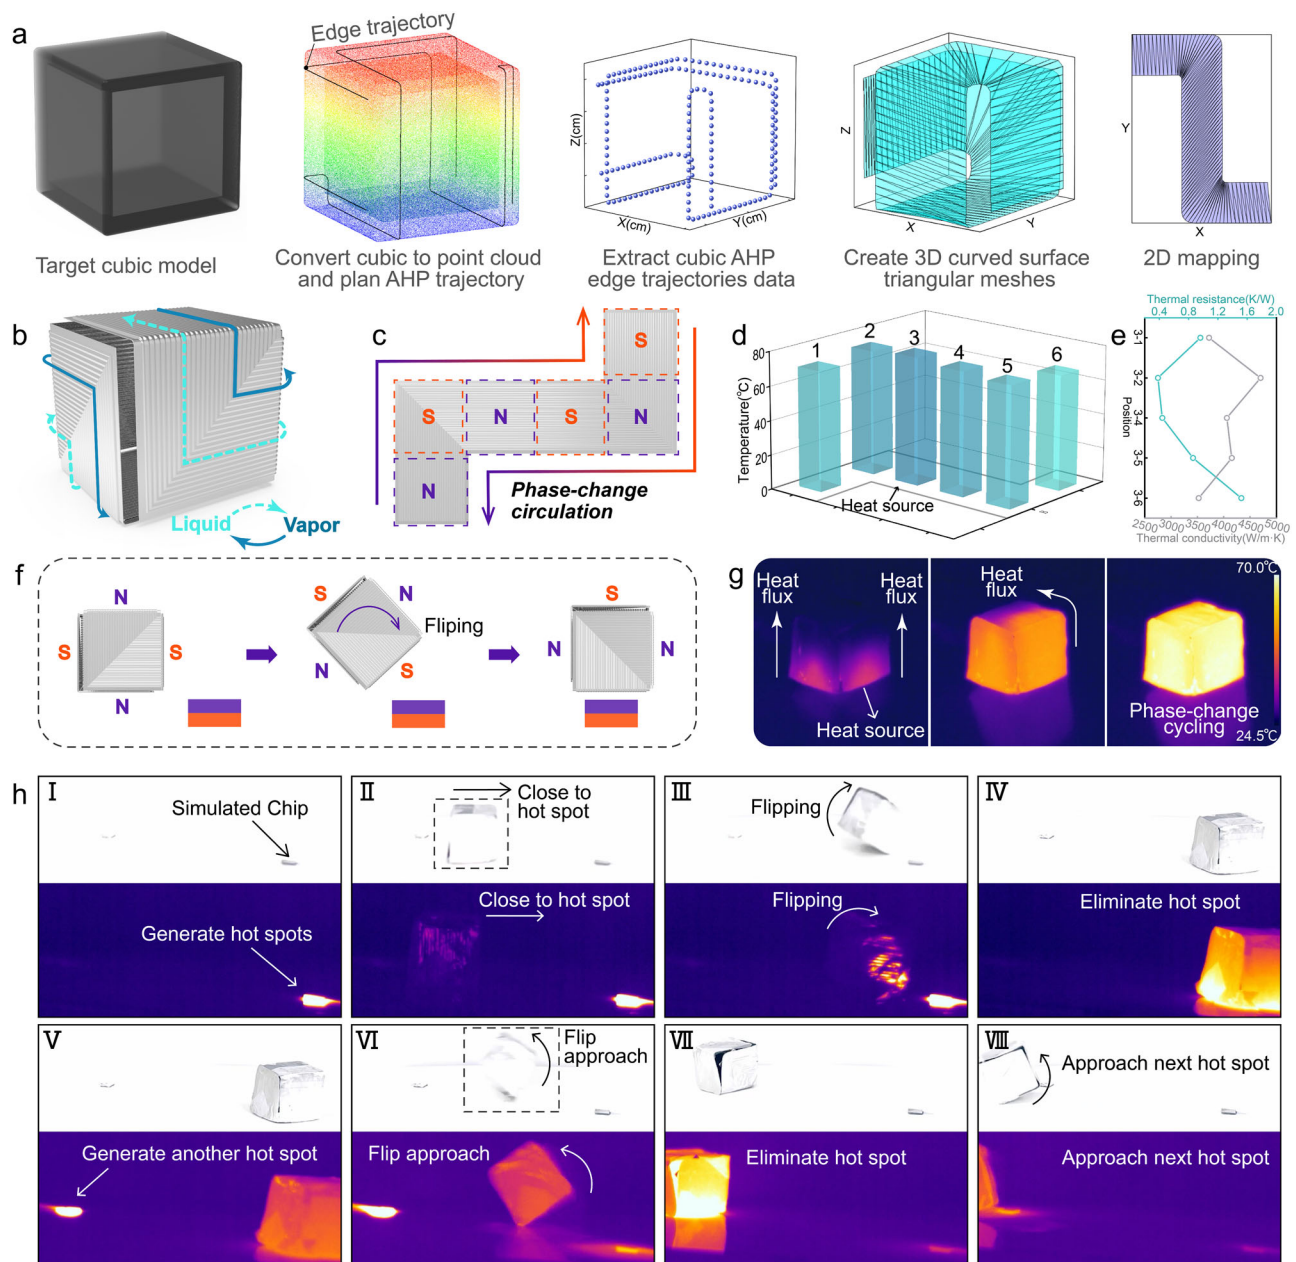 a
Edge trajectory
Z(cm)
X(cm)
Y(cm)
Z
X
Y
Y
X
Target cubic model
Convert cubic to point cloud
and plan AHP trajectory
Extract cubic AHP
edge trajectories data
Create 3D curved surface
triangular meshes
2D mapping
b
Liquid
Vapor
c
S
S
N
S
N
N
Phase-change
circulation
d
80
60
40
20
0
Temperature(℃)
1
2
3
4
5
6
Heat source
e
Thermal resistance(K/W)
0.4
1.2
2.0
3-1
3-2
3-4
3-5
3-6
Position
2500
3500
4000
4500
5000
Thermal conductivity(W/m·K)
f
N
S
S
N
S
N
N
S
Fliping
S
N
N
g
Heat
flux
Heat
flux
Heat source
Heat
flux
70.0℃
Phase-change
cycling
24.5℃
h
I
Simulated Chip
Generate hot spots
II
Close to
hot spot
Close to hot spot
III
Flipping
Flipping
IV
Eliminate hot spot
V
Generate another hot spot
VI
Flip
approach
Flip approach
VII
Eliminate hot spot
VIII
Approach next hot spot
Approach next hot spot